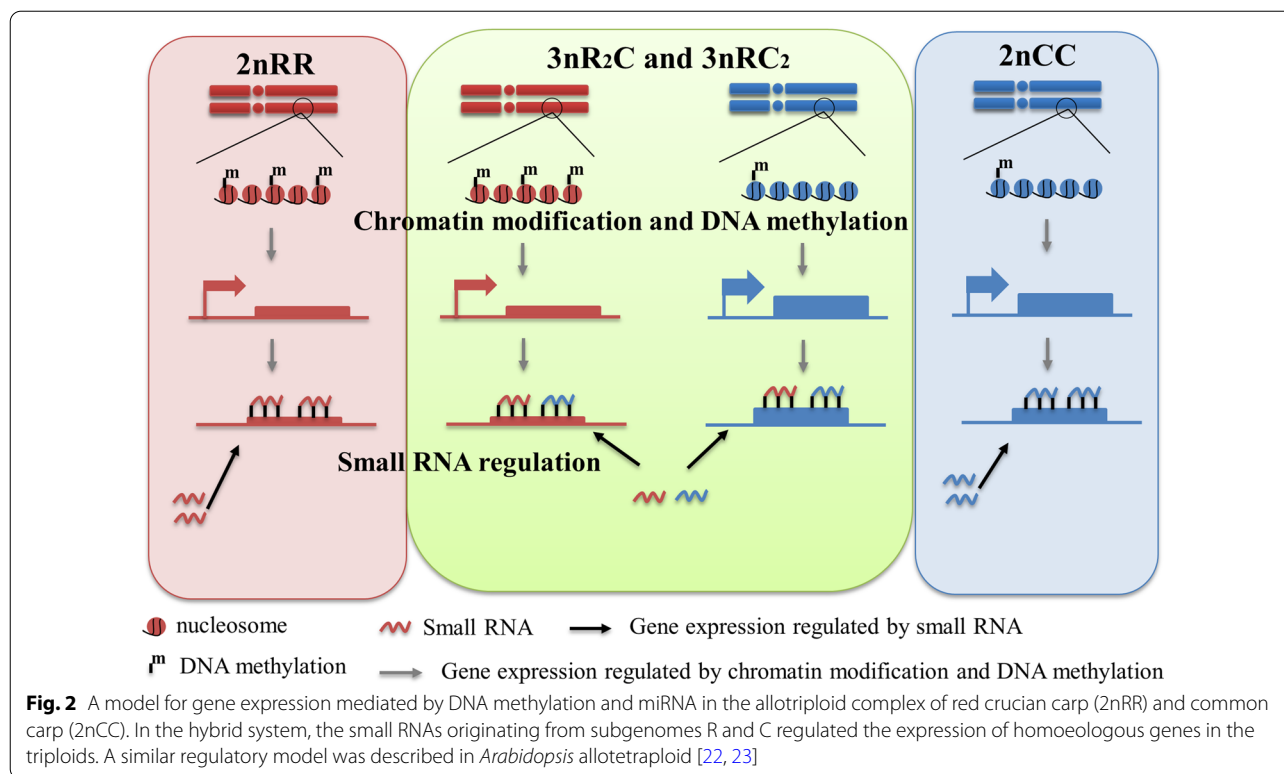 2nRR
3nR₂C and 3nRC₂
2nCC
m m m
m m m
m
m
Chromatin modification and DNA methylation
Small RNA regulation
nucleosome
Small RNA
Gene expression regulated by small RNA
m DNA methylation
Gene expression regulated by chromatin modification and DNA methylation
Fig. 2 A model for gene expression mediated by DNA methylation and miRNA in the allotriploid complex of red crucian carp (2nRR) and common
carp (2nCC). In the hybrid system, the small RNAs originating from subgenomes R and C regulated the expression of homoeologous genes in the
triploids. A similar regulatory model was described in Arabidopsis allotetraploid [22, 23]